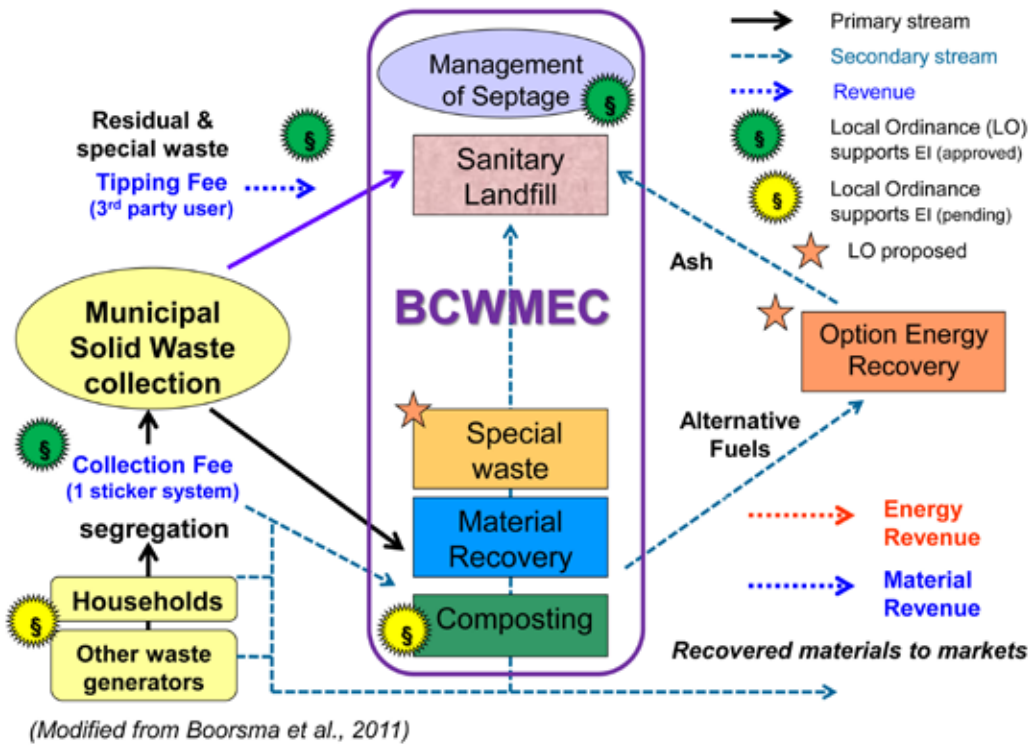 Management
of Septage
§
Sanitary
Landfill
BCWMEC
Special
waste
Material
Recovery
§
Composting
Residual &
special waste
§
Tipping Fee
(3rd party user)
Municipal
Solid Waste
collection
§
Collection Fee
(1 sticker system)
segregation
§
Households
Other waste
generators
(Modified from Boorsma et al., 2011)
Primary stream
Secondary stream
Revenue
§
Local Ordinance (LO)
supports EI (approved)
§
Local Ordinance
supports EI (pending)
LO proposed
Ash
Option Energy
Recovery
Alternative
Fuels
Energy
Revenue
Material
Revenue
Recovered materials to markets